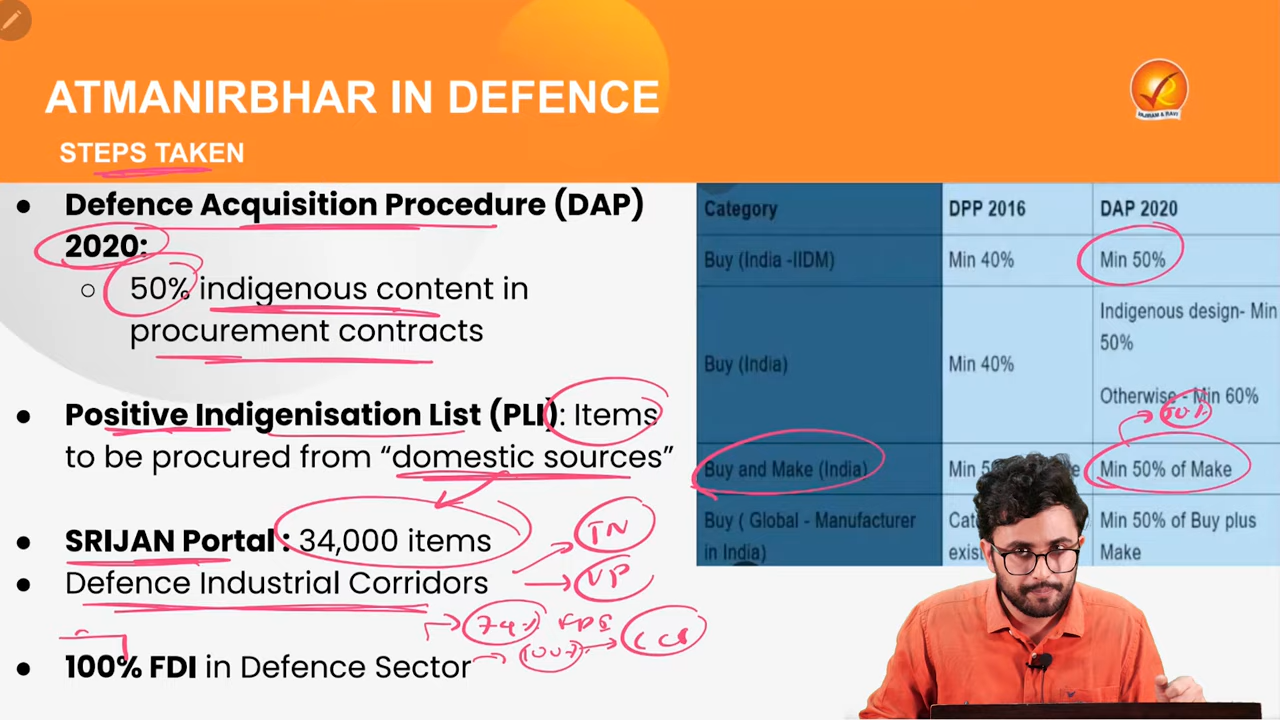 ATMANIRBHAR IN DEFENCE
STEPS TAKEN
VAJIRAM & RAVI
● Defence Acquisition Procedure (DAP)
2020:
○ 50% indigenous content in
procurement contracts
● Positive Indigenisation List (PLI): Items
to be procured from “domestic sources”
● SRIJAN Portal : 34,000 items
TN
● Defence Industrial Corridors
UP
74%
100%
● 100% FDI in Defence Sector
Category DPP 2016 DAP 2020
Buy (India -IIDM) Min 40% Min 50%
Indigenous design- Min
50%
Buy (India) Min 40%
Otherwise - Min 60%
Buy and Make (India) Min Min 50% of Make
Buy ( Global - Manufacturer Min 50% of Buy plus
in India) Make